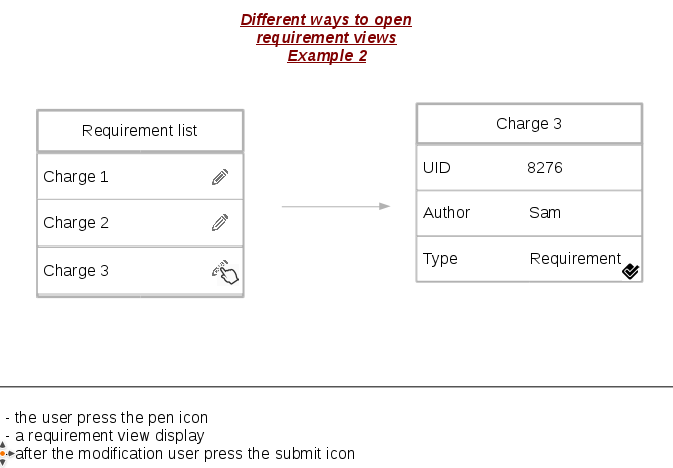 Different ways to open
requirement views
Example 2
Requirement list
Charge 1
Charge 2
Charge 3
Charge 3
UID 8276
Author Sam
Type Requirement
- the user press the pen icon
- a requirement view display
after the modification user press the submit icon